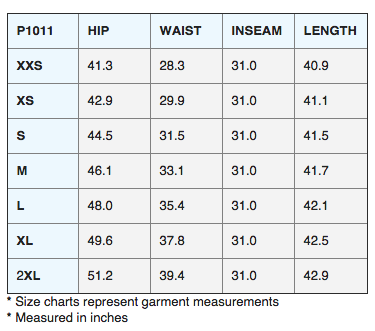 P1011 HIP WAIST INSEAM LENGTH
XXS 41.3 28.3 31.0 40.9
XS 42.9 29.9 31.0 41.1
S 44.5 31.5 31.0 41.5
M 46.1 33.1 31.0 41.7
L 48.0 35.4 31.0 42.1
XL 49.6 37.8 31.0 42.5
2XL 51.2 39.4 31.0 42.9
* Size charts represent garment measurements
* Measured in inches